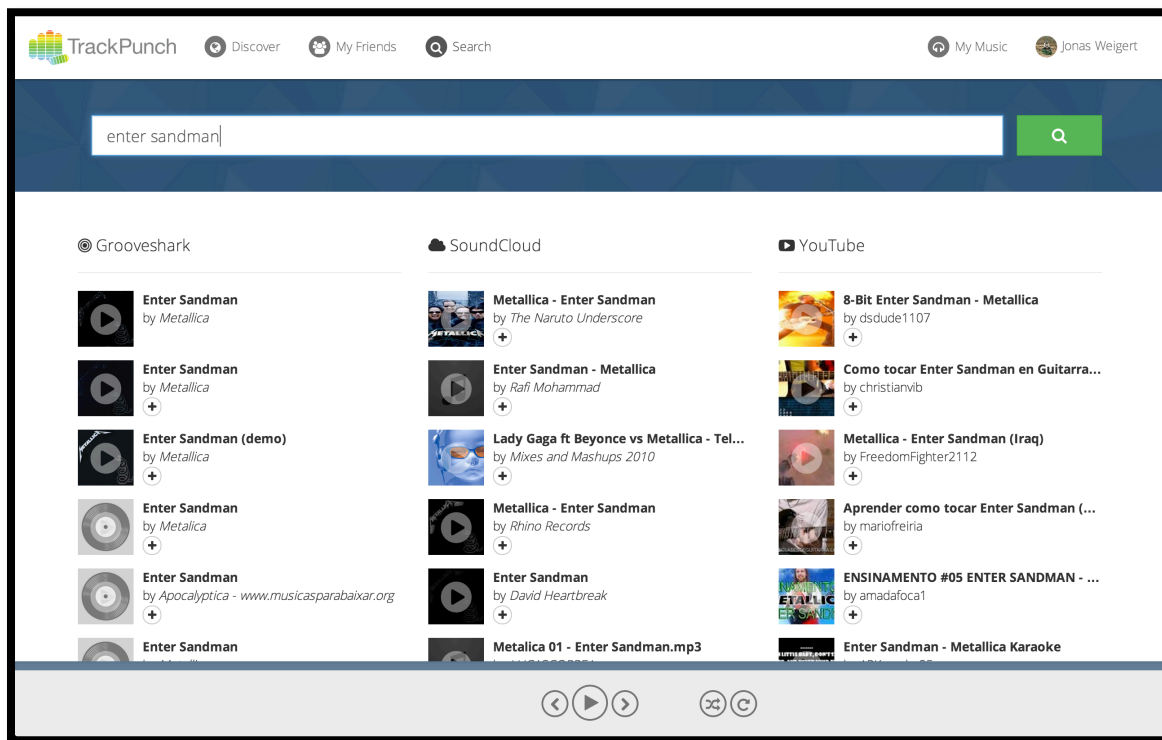 TrackPunch
Discover
My Friends
Search
My Music
Jonas Weigert
enter sandman
Grooveshark
Enter Sandman
by Metallica
Enter Sandman
by Metallica
Enter Sandman (demo)
by Metallica
Enter Sandman
by Metalica
Enter Sandman
by Apocalyptica - www.musicasparabaixar.org
Enter Sandman
SoundCloud
Metallica - Enter Sandman
by The Naruto Underscore
Enter Sandman - Metallica
by Rafi Mohammad
Lady Gaga ft Beyonce vs Metallica - Tel...
by Mixes and Mashups 2010
Metallica - Enter Sandman
by Rhino Records
Enter Sandman
by David Heartbreak
Metalica 01 - Enter Sandman.mp3
YouTube
8-Bit Enter Sandman - Metallica
by dsdude1107
Como tocar Enter Sandman en Guitarra...
by christianvib
Metallica - Enter Sandman (Iraq)
by FreedomFighter2112
Aprender como tocar Enter Sandman (...
by mariofreiria
ENSINAMENTO #05 ENTER SANDMAN - ...
by amadafoca1
Enter Sandman - Metallica Karaoke